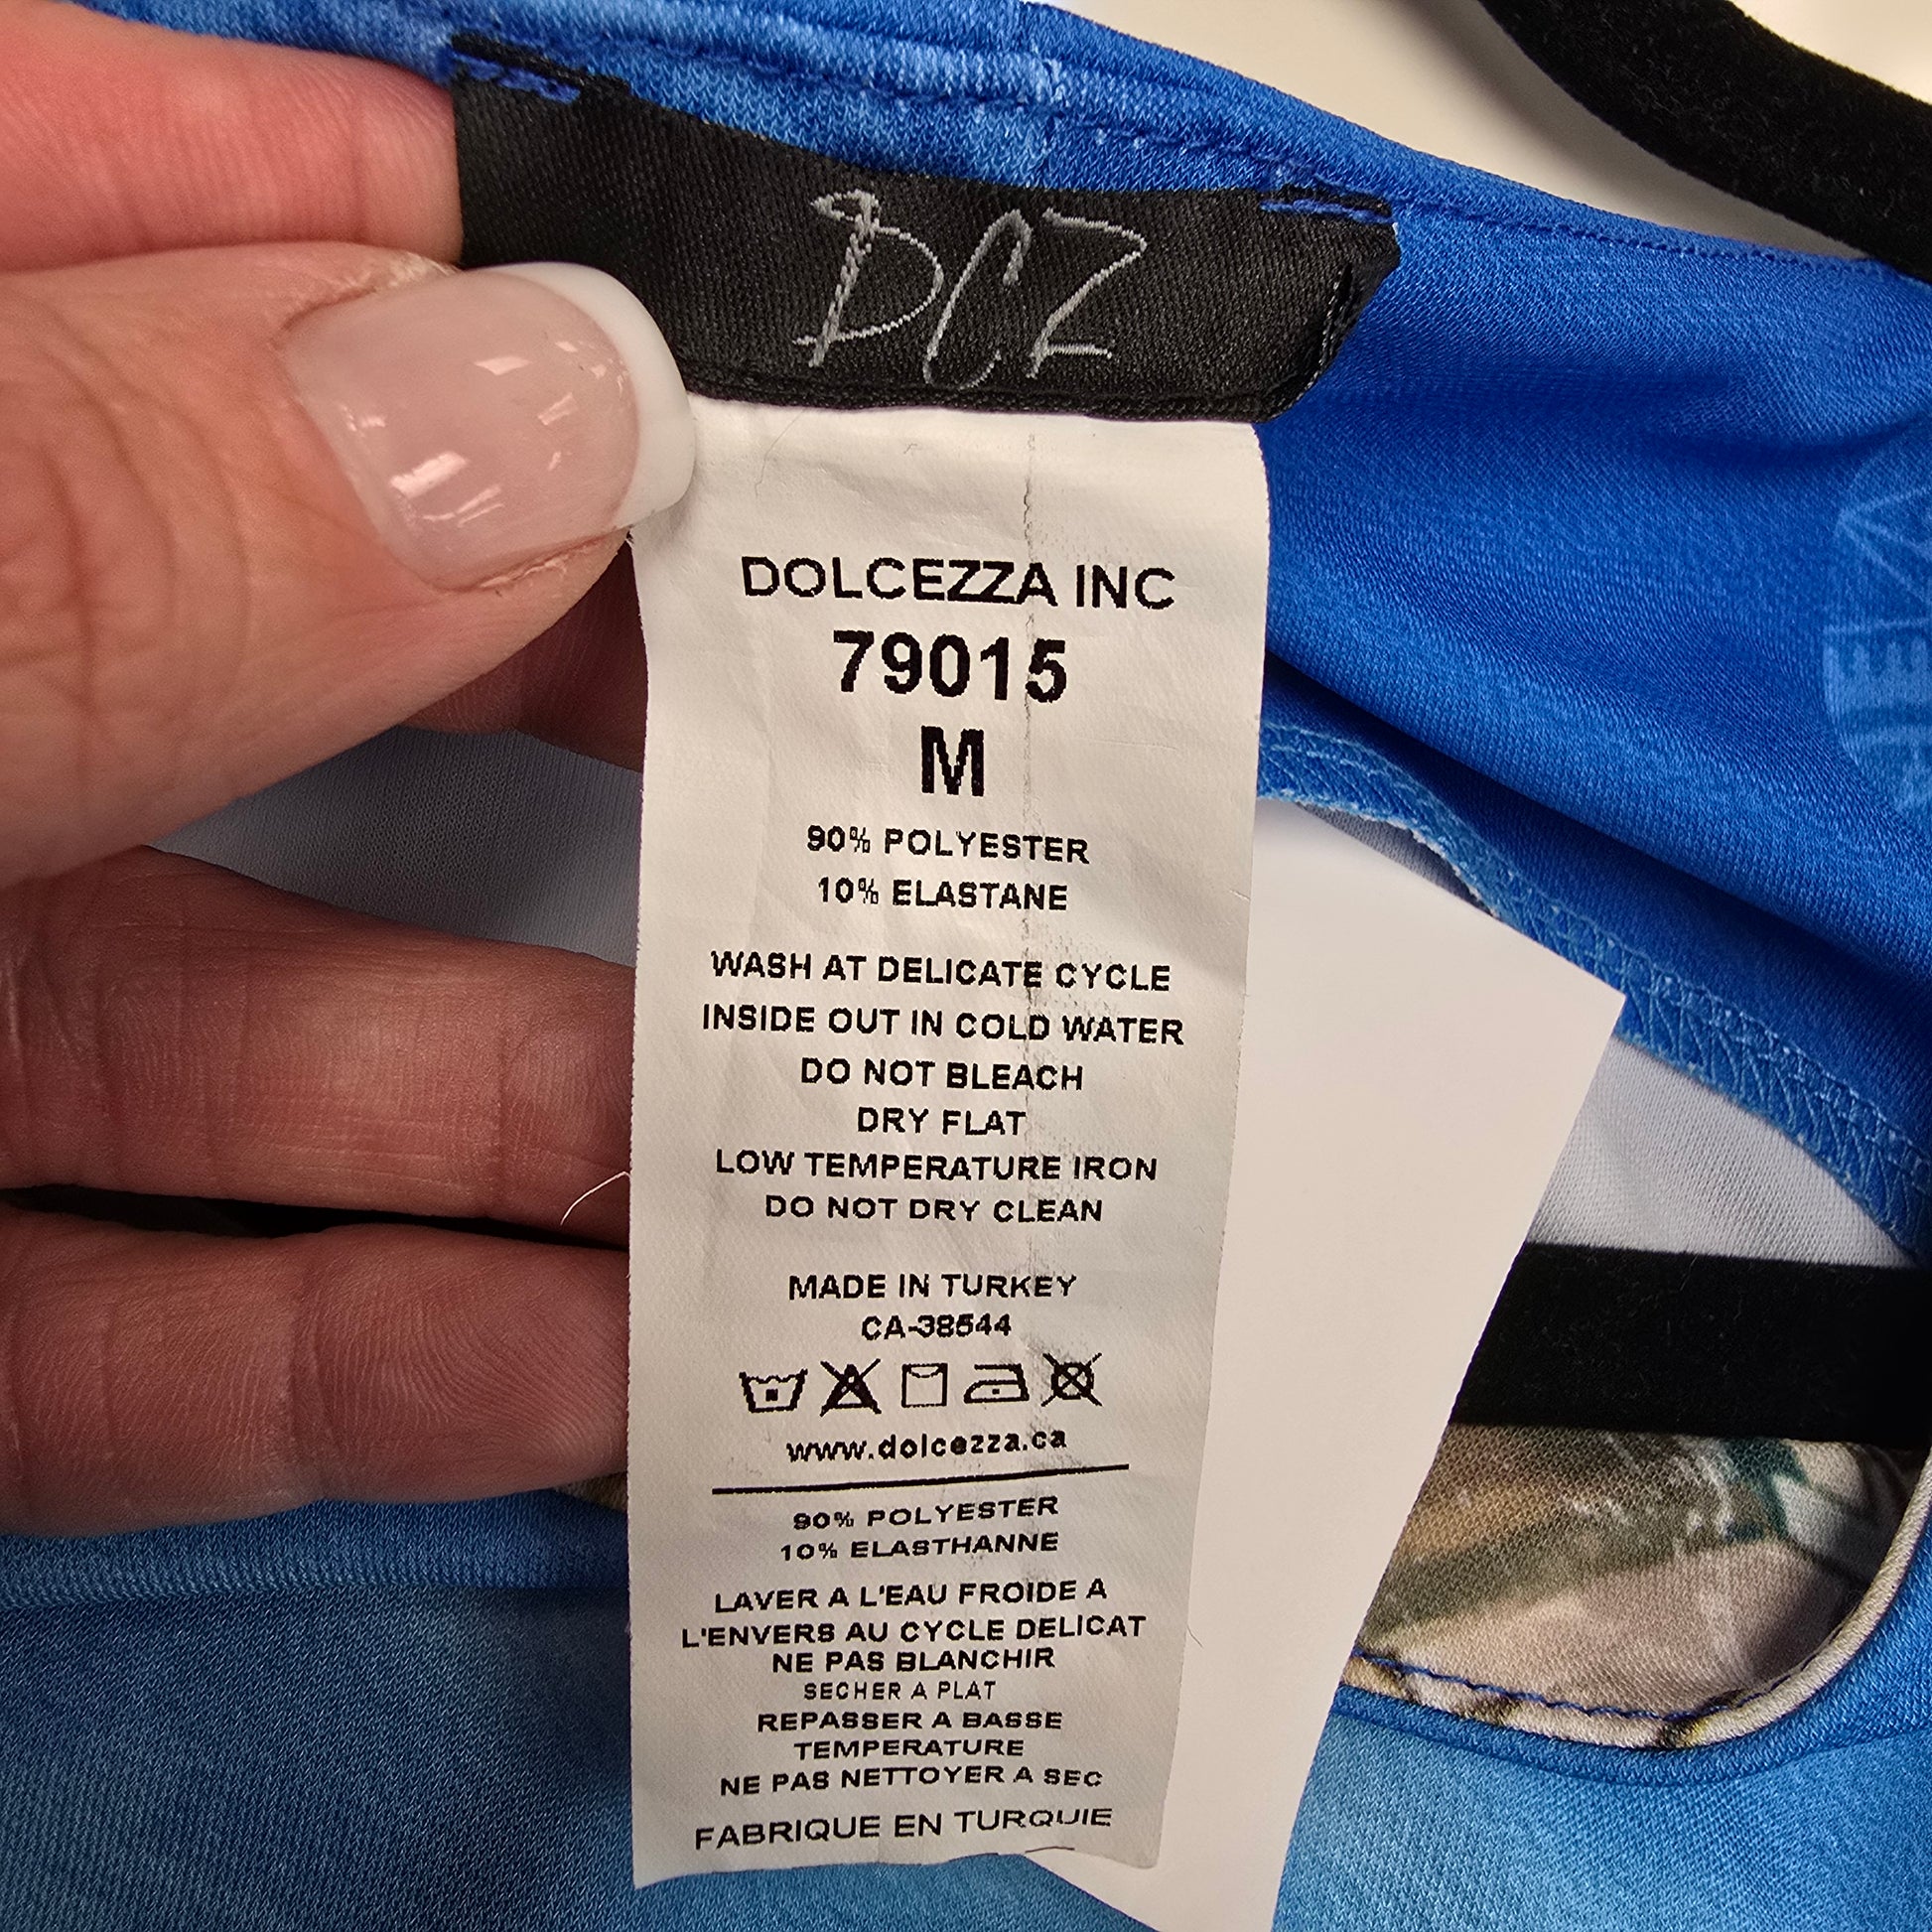 DCZ
DOLCEZZA INC
79015
M
90% POLYESTER
10% ELASTANE
WASH AT DELICATE CYCLE
INSIDE OUT IN COLD WATER
DO NOT BLEACH
DRY FLAT
LOW TEMPERATURE IRON
DO NOT DRY CLEAN
MADE IN TURKEY
CA-38544
www.dolcezza.ca
90% POLYESTER
10% ELASTHANNE
LAVER A L'EAU FROIDE A
L'ENVERS AU CYCLE DELICAT
NE PAS BLANCHIR
SECHER A PLAT
REPASSER A BASSE
TEMPERATURE
NE PAS NETTOYER A SEC
FABRIQUE EN TURQUIE